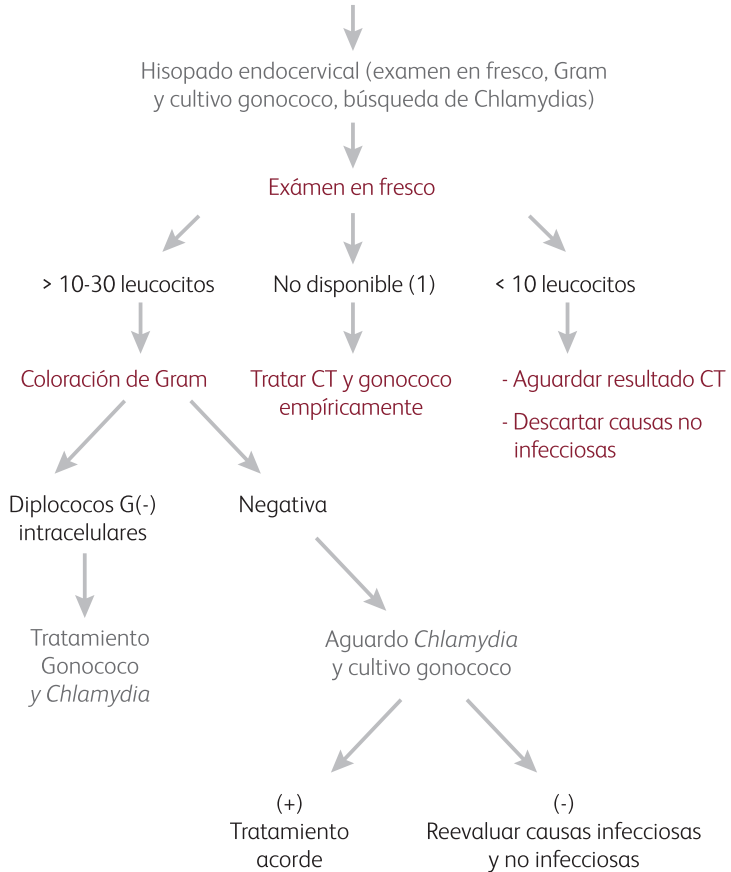 Hisopado endocervical (examen en fresco, Gram
y cultivo gonococo, búsqueda de Chlamydias)
Exámen en fresco
> 10-30 leucocitos
No disponible (1)
< 10 leucocitos
Coloración de Gram
Tratar CT y gonococo
empíricamente
- Aguardar resultado CT
- Descartar causas no
infecciosas
Diplococos G(-)
intracelulares
Negativa
Tratamiento
Gonococo
y Chlamydia
Aguardo Chlamydia
y cultivo gonococo
(+)
Tratamiento
acorde
(-)
Reevaluar causas infecciosas
y no infecciosas